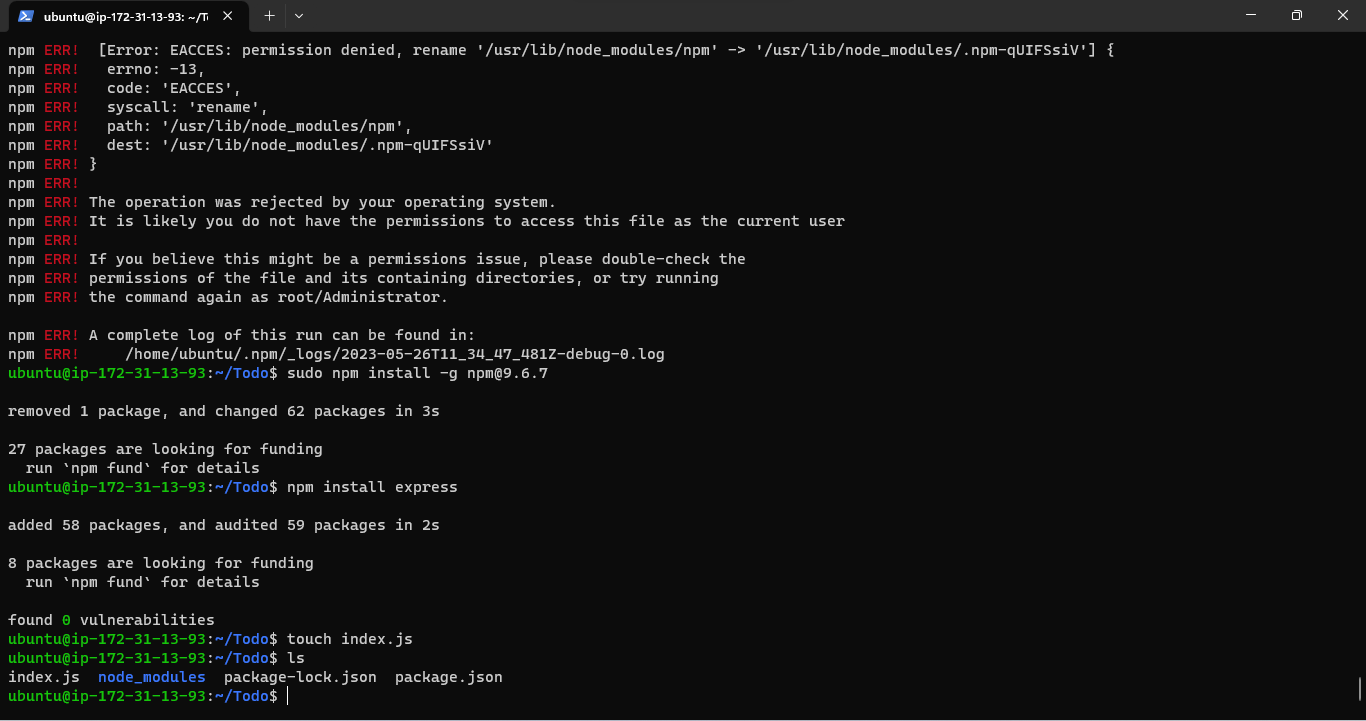 ubuntu@ip-172-31-13-93: ~/T
npm ERR!  [Error: EACCES: permission denied, rename '/usr/lib/node_modules/npm' -> '/usr/lib/node_modules/.npm-qUIFSsiV'] {
npm ERR!   errno: -13,
npm ERR!   code: 'EACCES',
npm ERR!   syscall: 'rename',
npm ERR!   path: '/usr/lib/node_modules/npm',
npm ERR!   dest: '/usr/lib/node_modules/.npm-qUIFSsiV'
npm ERR! }
npm ERR!
npm ERR! The operation was rejected by your operating system.
npm ERR! It is likely you do not have the permissions to access this file as the current user
npm ERR!
npm ERR! If you believe this might be a permissions issue, please double-check the
npm ERR! permissions of the file and its containing directories, or try running
npm ERR! the command again as root/Administrator.
npm ERR! A complete log of this run can be found in:
npm ERR!     /home/ubuntu/.npm/_logs/2023-05-26T11_34_47_481Z-debug-0.log
ubuntu@ip-172-31-13-93:~/Todo$ sudo npm install -g npm@9.6.7
removed 1 package, and changed 62 packages in 3s
27 packages are looking for funding
  run `npm fund` for details
ubuntu@ip-172-31-13-93:~/Todo$ npm install express
added 58 packages, and audited 59 packages in 2s
8 packages are looking for funding
  run `npm fund` for details
found 0 vulnerabilities
ubuntu@ip-172-31-13-93:~/Todo$ touch index.js
ubuntu@ip-172-31-13-93:~/Todo$ ls
index.js  node_modules  package-lock.json  package.json
ubuntu@ip-172-31-13-93:~/Todo$